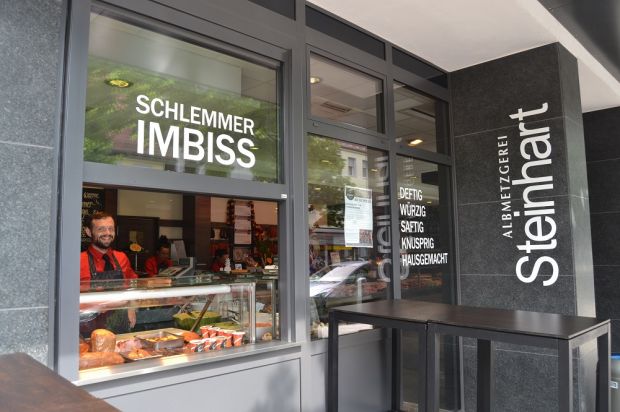 SCHLEMMER
IMBISS
DEFTIG
WÜRZIG
SAFTIG
KNUSPRIG
HAUSGEMACHT
ALBMETZGEREI
Steinhart